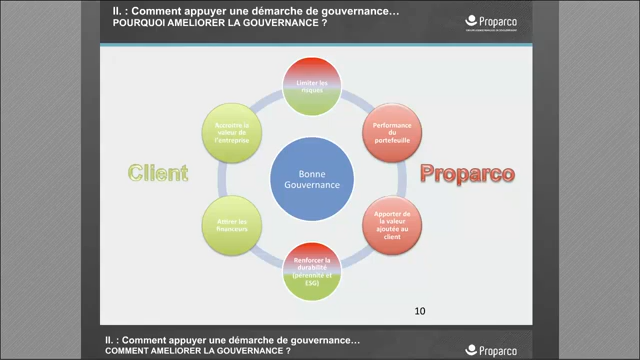 II. : Comment appuyer une démarche de gouvernance…
POURQUOI AMELIORER LA GOUVERNANCE ?
Proparco
Limiter les
risques
Accroitre la
valeur de
l'entreprise
Performance
du
portefeuille
Client
Bonne
Gouvernance
Proparco
Attirer les
financeurs
Apporter de
la valeur
ajoutée au
client
Renforcer la
durabilité
(pérennité et
ESG)
10
II. : Comment appuyer une démarche de gouvernance…
COMMENT AMELIORER LA GOUVERNANCE ?
Proparco